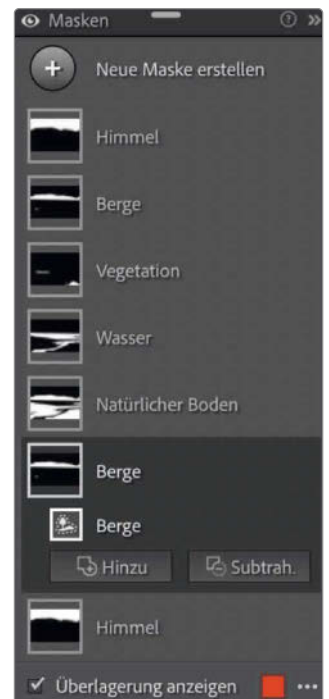 Masken
Neue Maske erstellen
Himmel
Berge
Vegetation
Wasser
Natürlicher Boden
Berge
Berge
Hinzu Subtrah.
Himmel
Überlagerung anzeigen